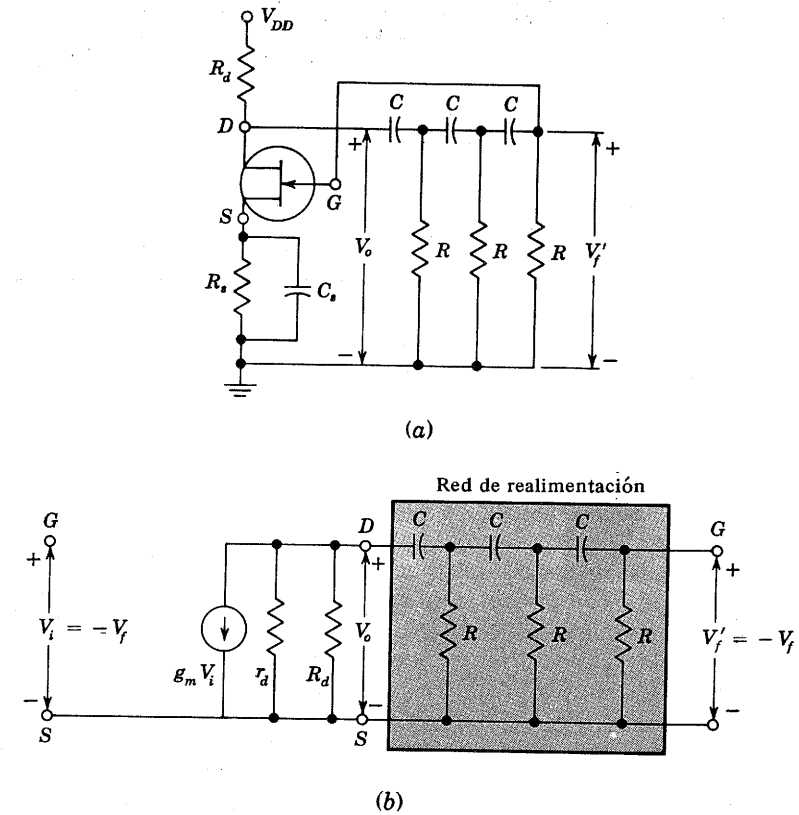 V_DD
R_d
C C C
D
+ +
G
S
V_o R R R V_f'
R_s C_s
− −
(a)
Red de realimentación
G D C C C G
+ + +
V_i = −V_f g_m V_i r_d R_d V_o R R R V_f' = −V_f
− − −
S S
(b)